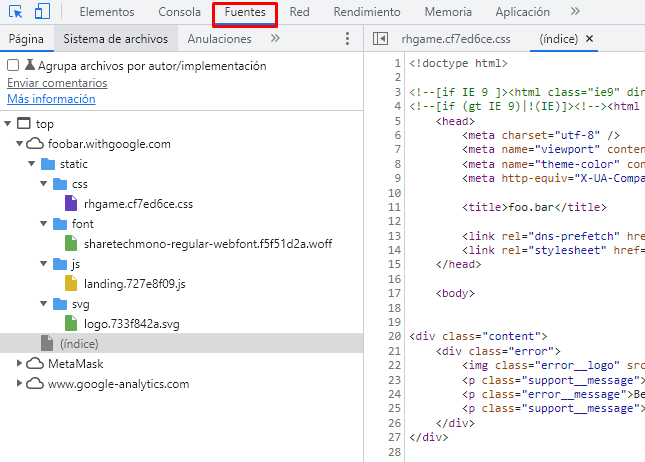 Elementos Consola Fuentes Red Rendimiento Memoria Aplicación »
Página Sistema de archivos Anulaciones »
Agrupa archivos por autor/implementación
Enviar comentarios
Más información
top
foobar.withgoogle.com
static
css
rhgame.cf7ed6ce.css
font
sharetechmono-regular-webfont.f5f51d2a.woff
js
landing.727e8f09.js
svg
logo.733f842a.svg
(índice)
MetaMask
www.google-analytics.com
rhgame.cf7ed6ce.css (índice) ×
1 <!doctype html>
2
3 <!--[if IE 9 ]><html class="ie9" dir
4 <!--[if (gt IE 9)|!(IE)]><!--><html
5 <head>
6 <meta charset="utf-8" />
7 <meta name="viewport" conten
8 <meta name="theme-color" con
9 <meta http-equiv="X-UA-Compa
10
11 <title>foo.bar</title>
12
13 <link rel="dns-prefetch" hre
14 <link rel="stylesheet" href=
15 </head>
16
17 <body>
18
19
20 <div class="content">
21 <div class="error">
22 <img class="error__logo" src
23 <p class="support__message">
24 <p class="error__message">Be
25 <p class="support__message">
26 </div>
27 </div>
28